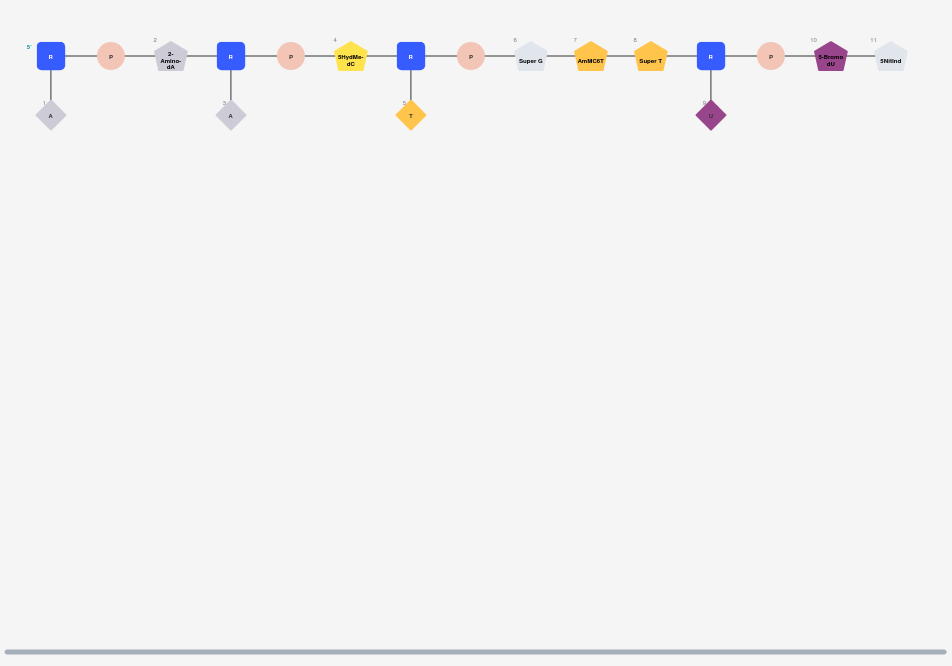 2 4 6 7 8 10 11
5' R P 2-Amino-dA R P 5HydMe-dC R P Super G AmMC6T Super T R P 5-Bromo dU 5NitInd
1 3 5 9
A A T U